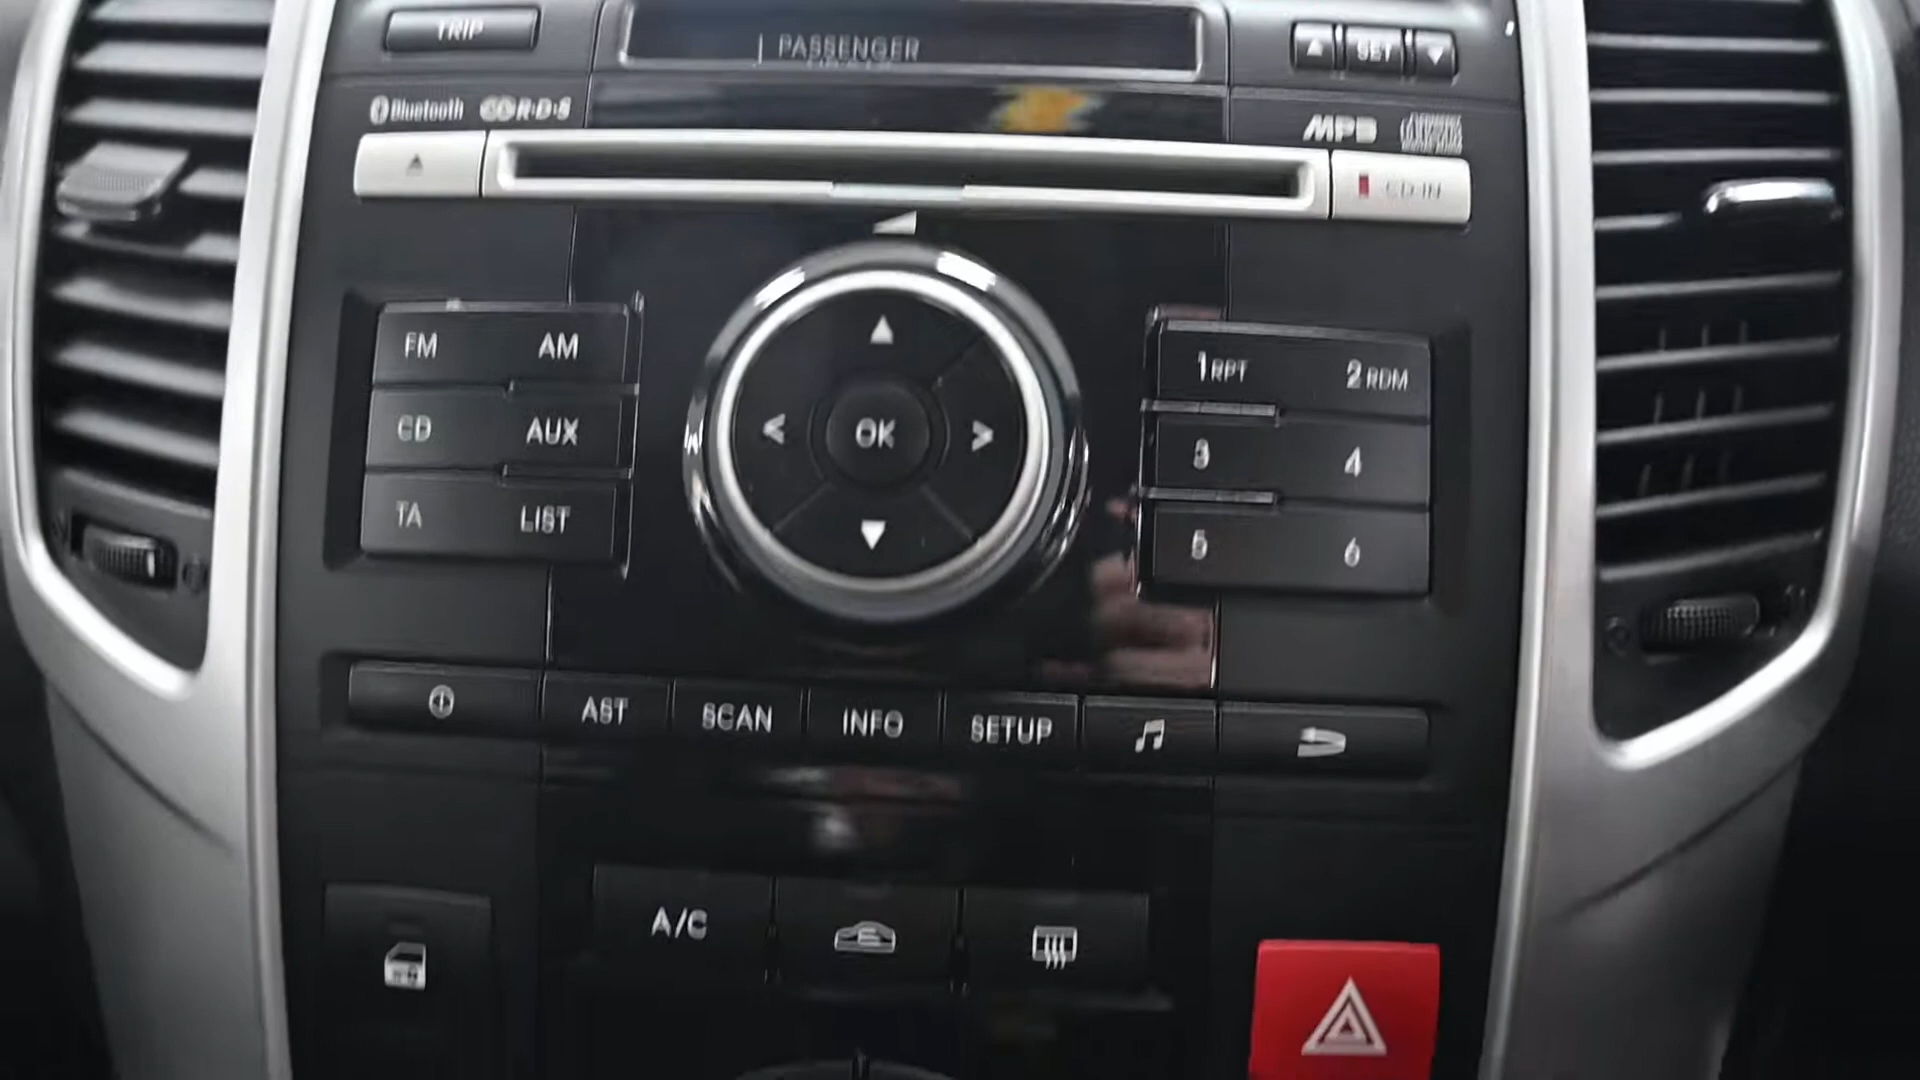 TRIP
PASSENGER
SET
Bluetooth
R·D·S
MP3
CD-IN
FM AM
CD AUX
TA LIST
OK
1 RPT 2 RDM
3 4
5 6
AST SCAN INFO SETUP
A/C